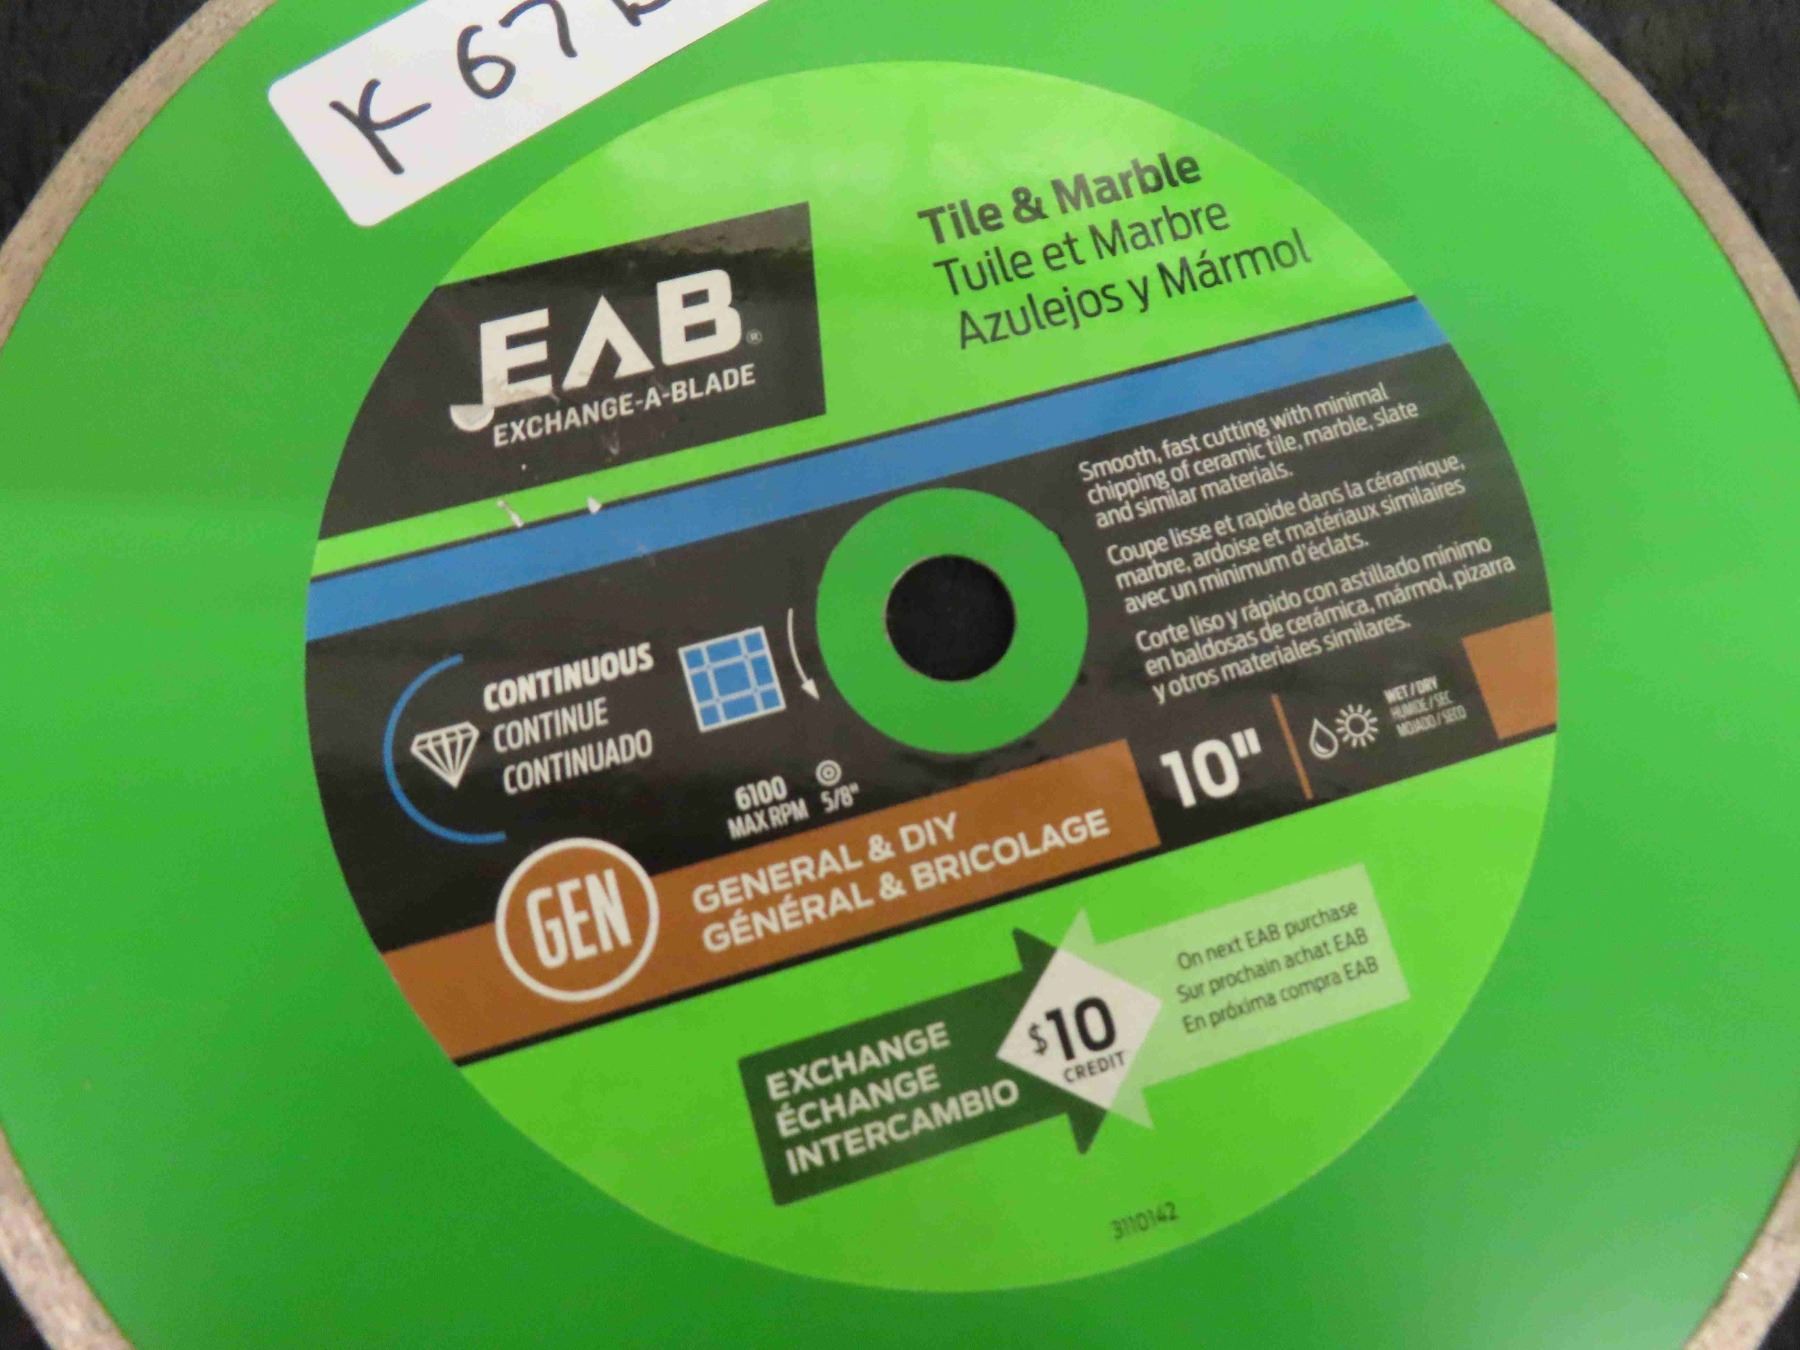 K 67
EAB®
EXCHANGE-A-BLADE
Tile & Marble
Tuile et Marbre
Azulejos y Mármol
Smooth, fast cutting with minimal
chipping of ceramic tile, marble, slate
and similar materials.
Coupe lisse et rapide dans la céramique,
marbre, ardoise et matériaux similaires
avec un minimum d'éclats.
Corte liso y rápido con astillado mínimo
en baldosas de cerámica, mármol, pizarra
y otros materiales similares.
CONTINUOUS
CONTINUE
CONTINUADO
6100
MAX RPM
5/8"
10"
WET / DRY
HUMIDE / SEC
MOJADO / SECO
GEN
GENERAL & DIY
GÉNÉRAL & BRICOLAGE
EXCHANGE
ÉCHANGE
INTERCAMBIO
$10
CREDIT
On next EAB purchase
Sur prochain achat EAB
En próxima compra EAB
3110142